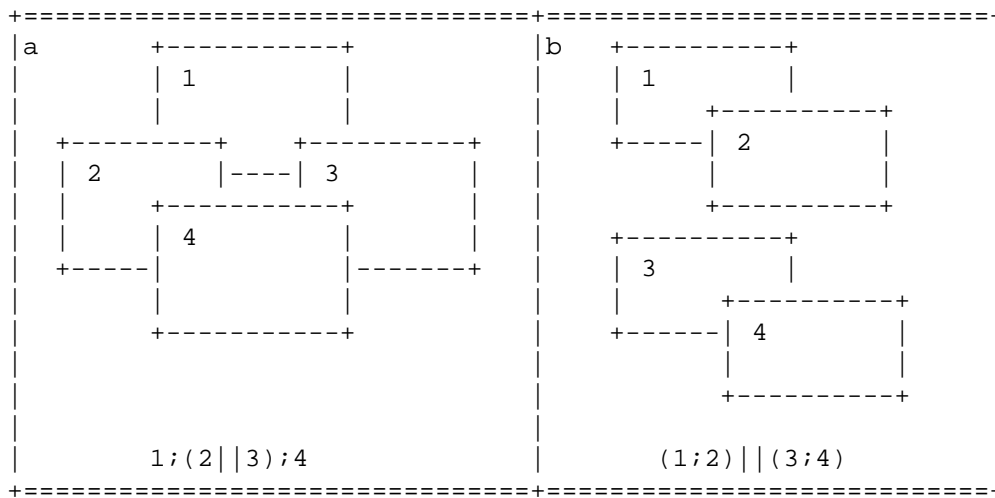 +=================================+=============================
|a        +------------+          |b    +-----------+
|         | 1          |          |     | 1         |
|         |            |          |     |     +-----------+
|  +----------+    +-----------+  |     +-----| 2         |
|  | 2        |----| 3         |  |           |           |
|  |      +------------+       |  |           +-----------+
|  |      | 4          |       |  |     +-----------+
|  +------|            |-------+  |     | 3         |
|         |            |          |     |      +-----------+
|         +------------+          |     +------| 4         |
|                                 |            |           |
|                                 |            +-----------+
|                                 |
|        1;(2||3);4               |        (1;2)||(3;4)
+=================================+=============================